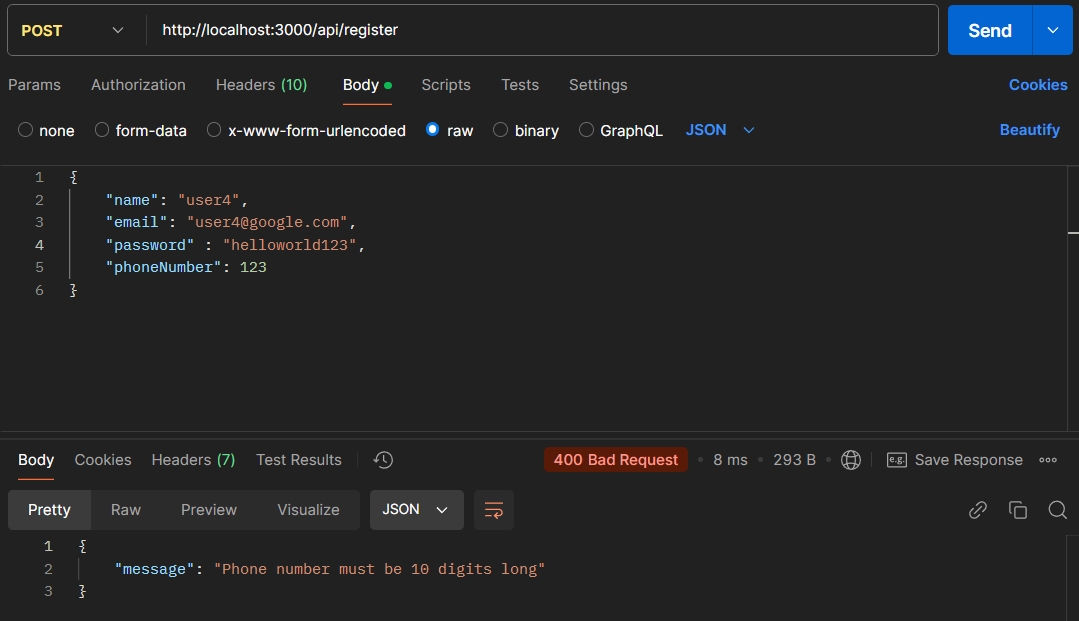 POST http://localhost:3000/api/register Send
Params Authorization Headers (10) Body Scripts Tests Settings Cookies
none form-data x-www-form-urlencoded raw binary GraphQL JSON Beautify
1 {
2 "name": "user4",
3 "email": "user4@google.com",
4 "password" : "helloworld123",
5 "phoneNumber": 123
6 }
Body Cookies Headers (7) Test Results 400 Bad Request • 8 ms • 293 B • e.g. Save Response
Pretty Raw Preview Visualize JSON
1 {
2 "message": "Phone number must be 10 digits long"
3 }